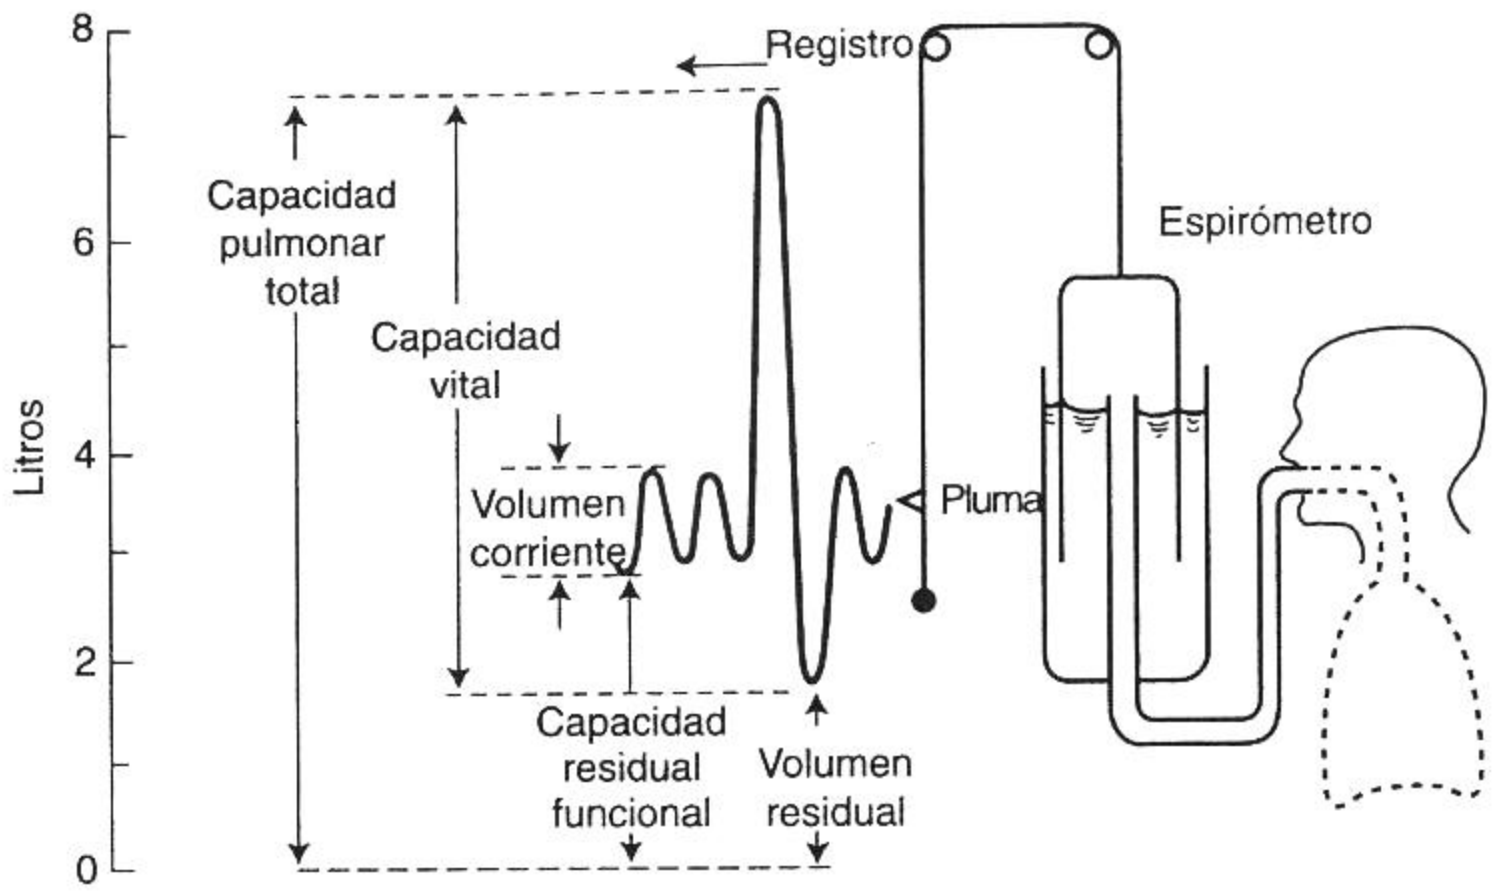 8
6
4
2
0
Litros
Registro
Capacidad
pulmonar
total
Capacidad
vital
Volumen
corriente
Capacidad
residual
funcional
Volumen
residual
Pluma
Espirómetro